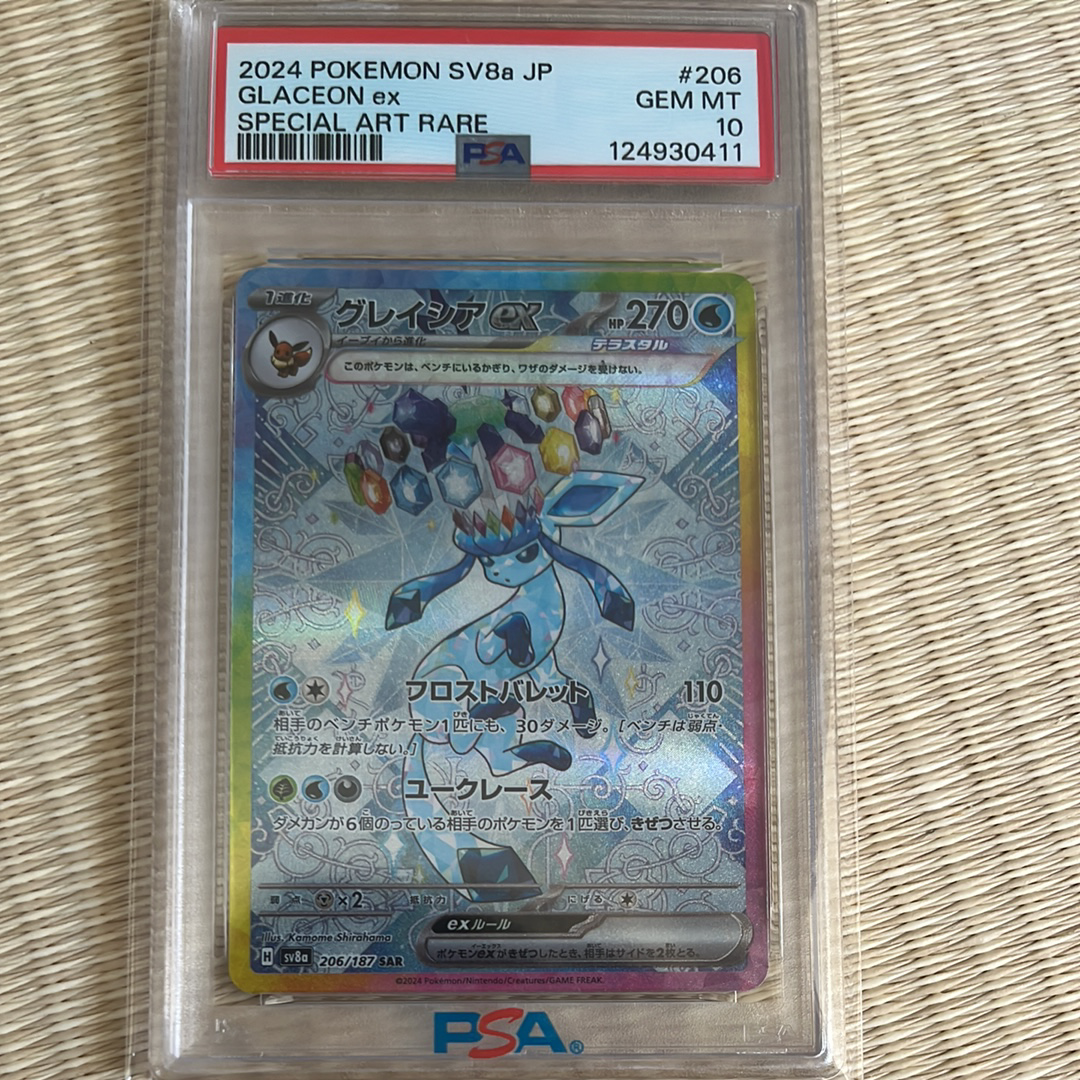 2024 POKEMON SV8a JP #206
GLACEON ex GEM MT
SPECIAL ART RARE 10
PSA 124930411
1進化 グレイシアex HP270
イーブイから進化 テラスタル
このポケモンは、ベンチにいるかぎり、ワザのダメージを受けない。
フロストバレット 110
相手のベンチポケモン1匹にも、30ダメージ。[ベンチは弱点・
抵抗力を計算しない。]
ユークレース
ダメカンが6個のっている相手のポケモンを1匹選び、きぜつさせる。
弱点 ×2 抵抗力 にげる
exルール
ポケモンexがきぜつしたとき、相手はサイドを2枚とる。
Illus. Kamome Shirahama
H sv8a 206/187 SAR
©2024 Pokémon/Nintendo/Creatures/GAME FREAK.
PSA®